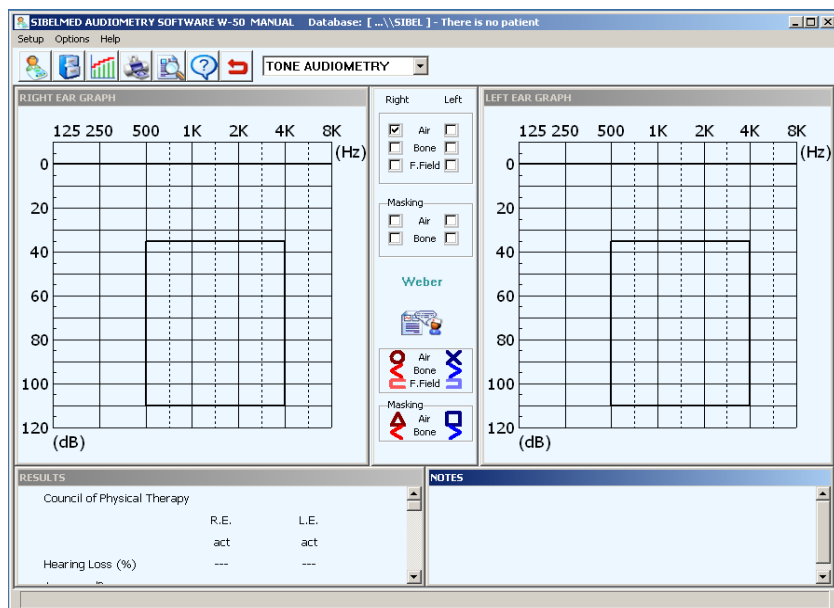 SIBELMED AUDIOMETRY SOFTWARE W-50 MANUAL Database: [ ...\\SIBEL ] - There is no patient
Setup Options Help
TONE AUDIOMETRY
RIGHT EAR GRAPH
125 250 500 1K 2K 4K 8K
(Hz)
0
20
40
60
80
100
120
(dB)
Right Left
Air
Bone
F.Field
Masking
Air
Bone
Weber
Air
Bone
F.Field
Masking
Air
Bone
LEFT EAR GRAPH
125 250 500 1K 2K 4K 8K
(Hz)
0
20
40
60
80
100
120
(dB)
RESULTS
Council of Physical Therapy
R.E. L.E.
act act
Hearing Loss (%) --- ---
NOTES